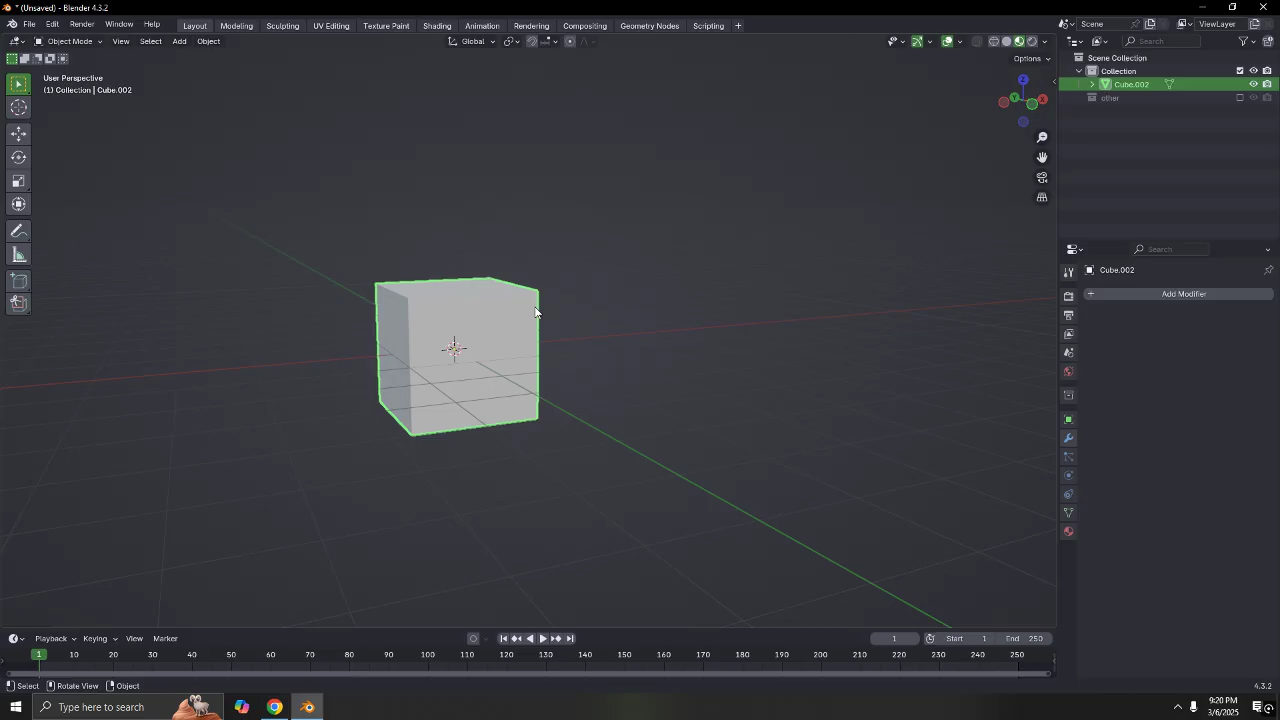 * (Unsaved) - Blender 4.3.2
File Edit Render Window Help Layout Modeling Sculpting UV Editing Texture Paint Shading Animation Rendering Compositing Geometry Nodes Scripting + Scene ViewLayer
Object Mode View Select Add Object Global Search
Options
User Perspective
(1) Collection | Cube.002
Scene Collection
Collection
Cube.002
other
Z
Y
X
Search
Cube.002
+ Add Modifier
Playback Keying View Marker 1 Start 1 End 250
1 10 20 30 40 50 60 70 80 90 100 110 120 130 140 150 160 170 180 190 200 210 220 230 240 250
Select Rotate View Object 4.3.2
Type here to search
9:20 PM
3/6/2025